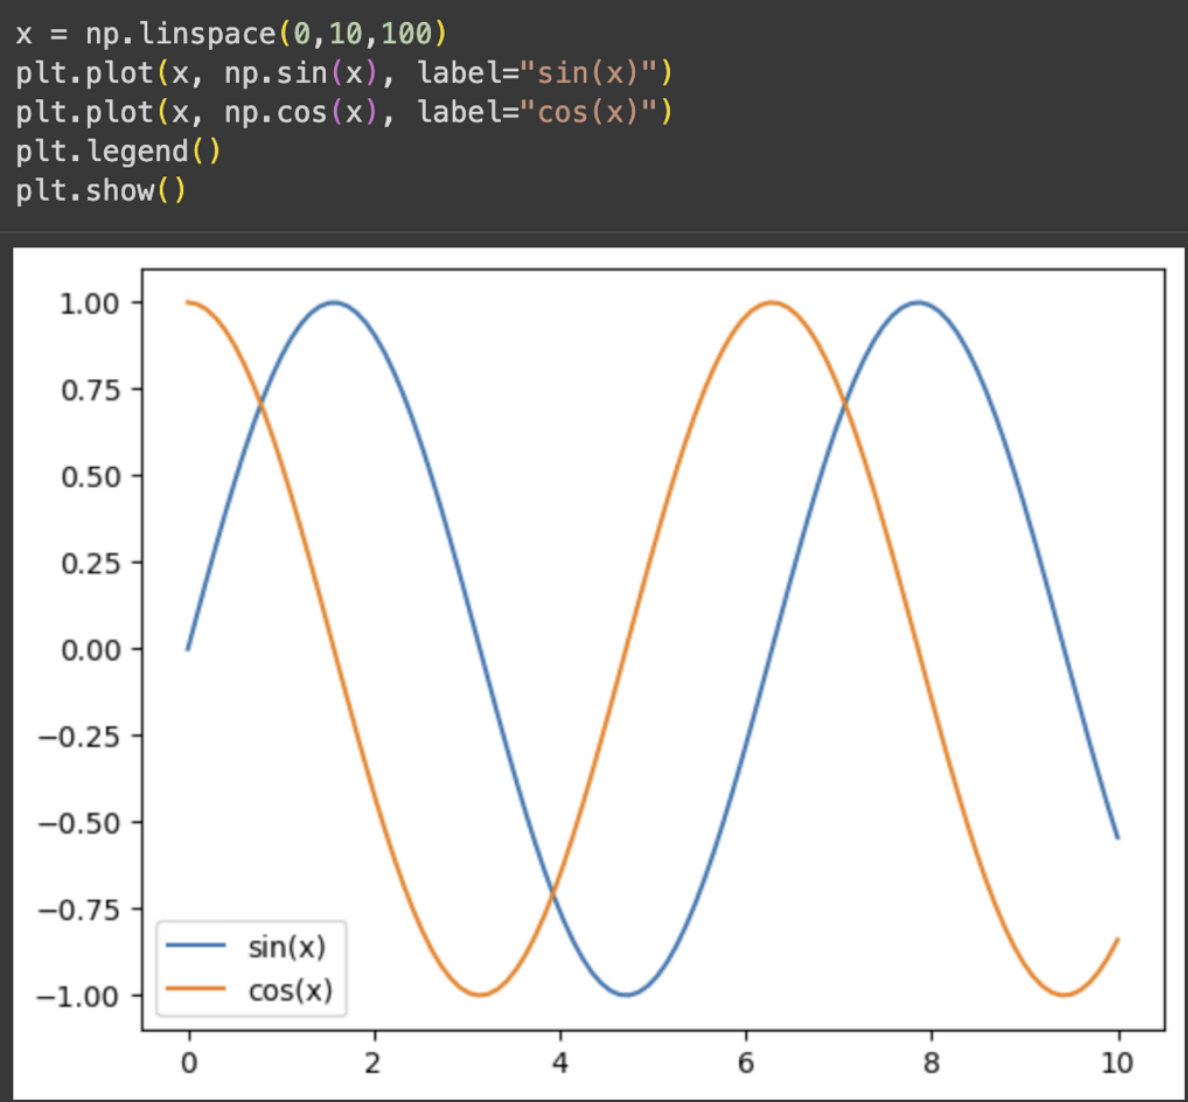 x = np.linspace(0,10,100)
plt.plot(x, np.sin(x), label="sin(x)")
plt.plot(x, np.cos(x), label="cos(x)")
plt.legend()
plt.show()
1.00
0.75
0.50
0.25
0.00
−0.25
−0.50
−0.75
−1.00
sin(x)
cos(x)
0 2 4 6 8 10